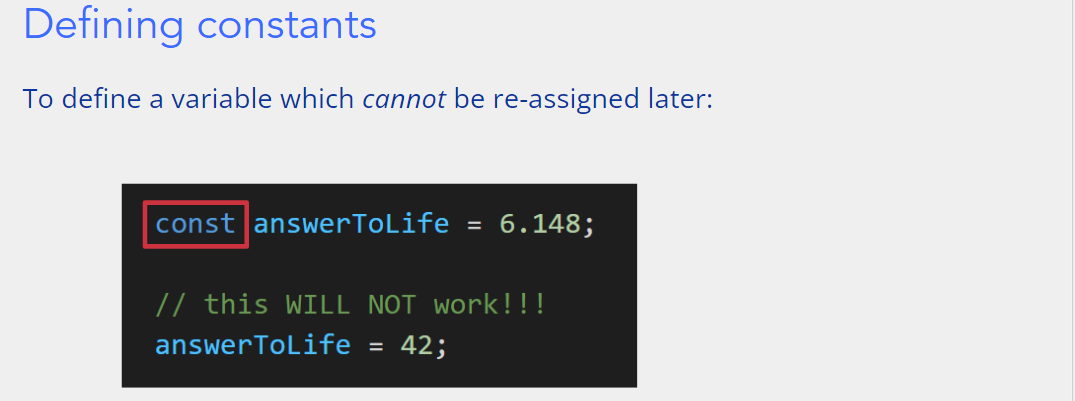 Defining constants
To define a variable which cannot be re-assigned later:
const answerToLife = 6.148;
// this WILL NOT work!!!
answerToLife = 42;